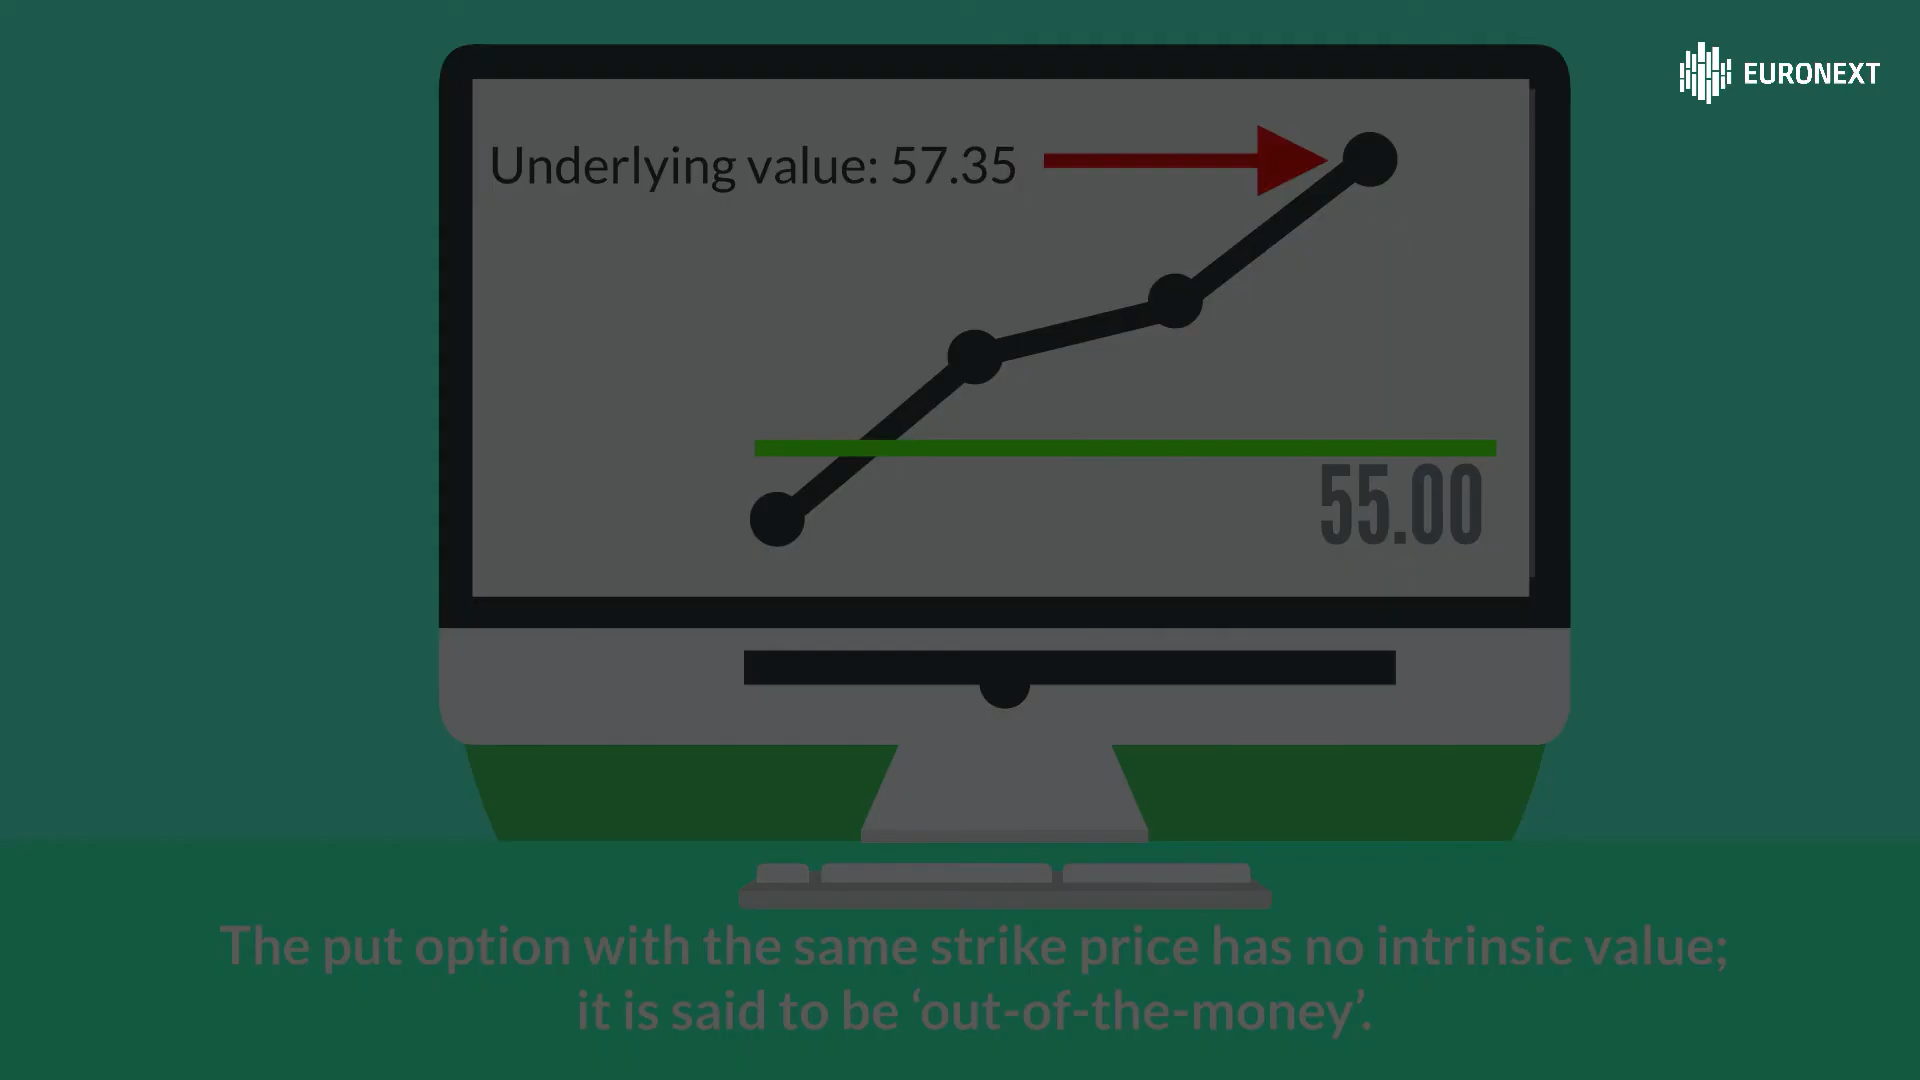 EURONEXT
Underlying value: 57.35
55.00
The put option with the same strike price has no intrinsic value;
it is said to be ‘out-of-the-money’.